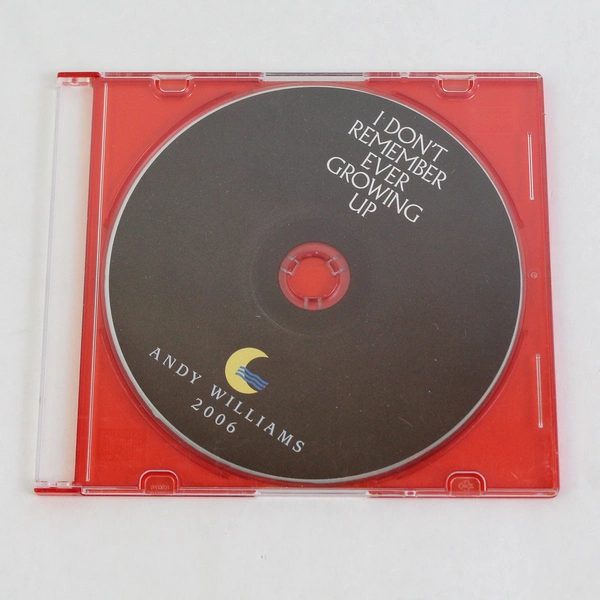 I DON'T
REMEMBER
EVER
GROWING
UP
ANDY WILLIAMS
2006